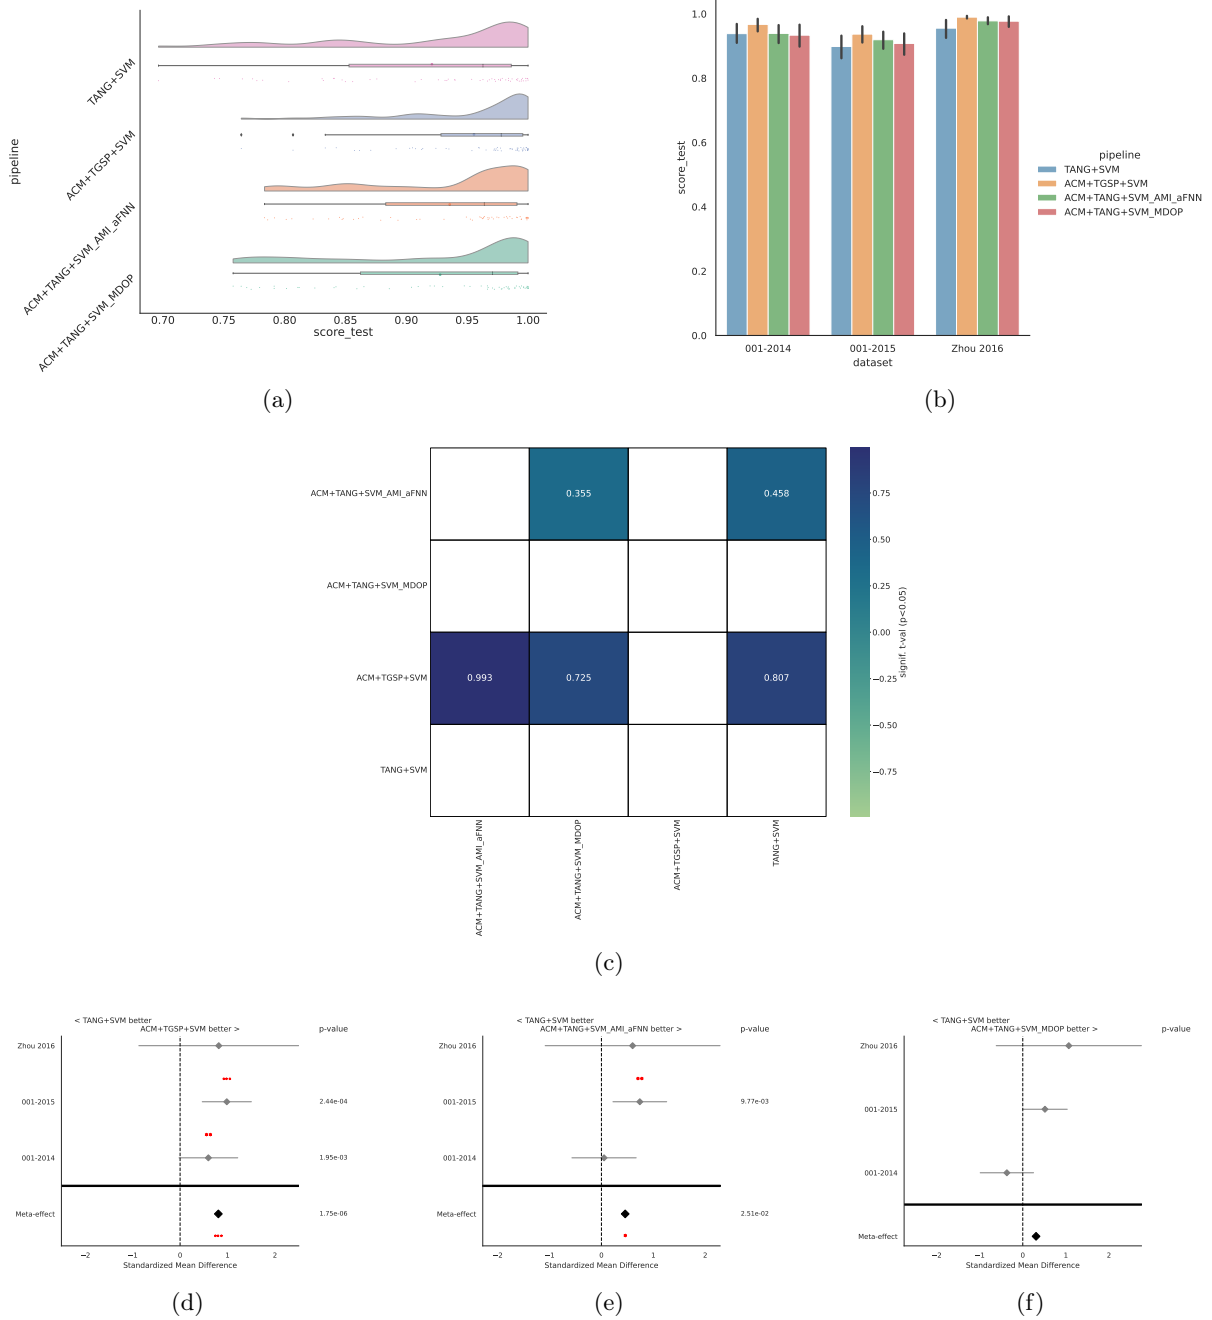 pipeline
TANG+SVM
ACM+TGSP+SVM
ACM+TANG+SVM_AMI_aFNN
ACM+TANG+SVM_MDOP
0.70 0.75 0.80 0.85 0.90 0.95 1.00
score_test
(a)
1.0
0.8
0.6
0.4
0.2
0.0
score_test
001-2014 001-2015 Zhou 2016
dataset
pipeline
TANG+SVM
ACM+TGSP+SVM
ACM+TANG+SVM_AMI_aFNN
ACM+TANG+SVM_MDOP
(b)
ACM+TANG+SVM_AMI_aFNN
0.355 0.458
ACM+TANG+SVM_MDOP
ACM+TGSP+SVM
0.993 0.725 0.807
TANG+SVM
ACM+TANG+SVM_AMI_aFNN
ACM+TANG+SVM_MDOP
ACM+TGSP+SVM
TANG+SVM
0.75
0.50
0.25
0.00
−0.25
−0.50
−0.75
signif. t-val (p<0.05)
(c)
< TANG+SVM better
ACM+TGSP+SVM better >
p-value
Zhou 2016
001-2015
2.44e-04
001-2014
1.95e-03
Meta-effect
1.75e-06
−2 −1 0 1 2
Standardized Mean Difference
(d)
< TANG+SVM better
ACM+TANG+SVM_AMI_aFNN better >
p-value
Zhou 2016
001-2015
9.77e-03
001-2014
Meta-effect
2.51e-02
−2 −1 0 1 2
Standardized Mean Difference
(e)
< TANG+SVM better
ACM+TANG+SVM_MDOP better >
p-value
Zhou 2016
001-2015
001-2014
Meta-effect
−2 −1 0 1 2
Standardized Mean Difference
(f)